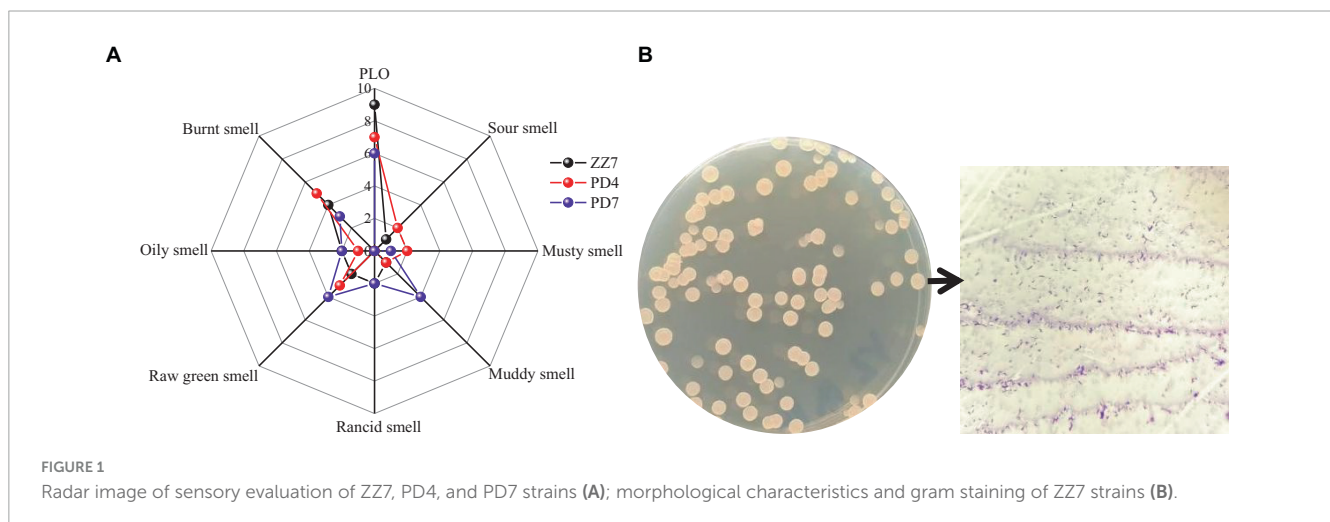 A
B
PLO
10
8
6
4
2
0
Sour smell
Musty smell
Muddy smell
Rancid smell
Raw green smell
Oily smell
Burnt smell
ZZ7
PD4
PD7
FIGURE 1
Radar image of sensory evaluation of ZZ7, PD4, and PD7 strains (A); morphological characteristics and gram staining of ZZ7 strains (B).